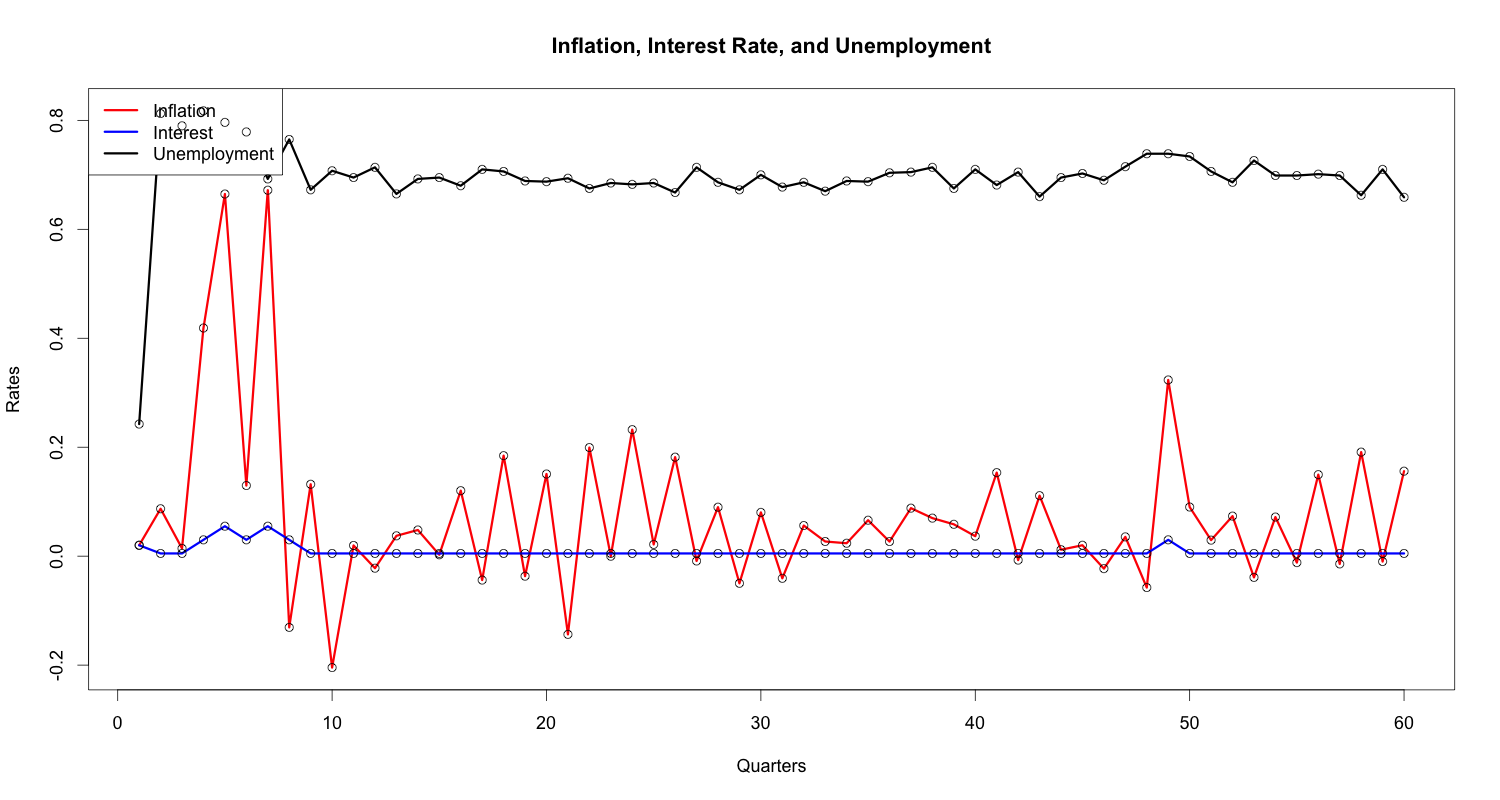 Inflation, Interest Rate, and Unemployment
Inflation
Interest
Unemployment
Rates
0.8
0.6
0.4
0.2
0.0
-0.2
0 10 20 30 40 50 60
Quarters